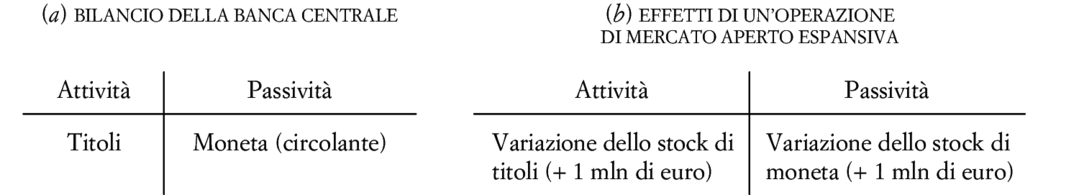 (a) BILANCIO DELLA BANCA CENTRALE
Attività Passività
Titoli Moneta (circolante)
(b) EFFETTI DI UN'OPERAZIONE
DI MERCATO APERTO ESPANSIVA
Attività Passività
Variazione dello stock di Variazione dello stock di
titoli (+ 1 mln di euro) moneta (+ 1 mln di euro)